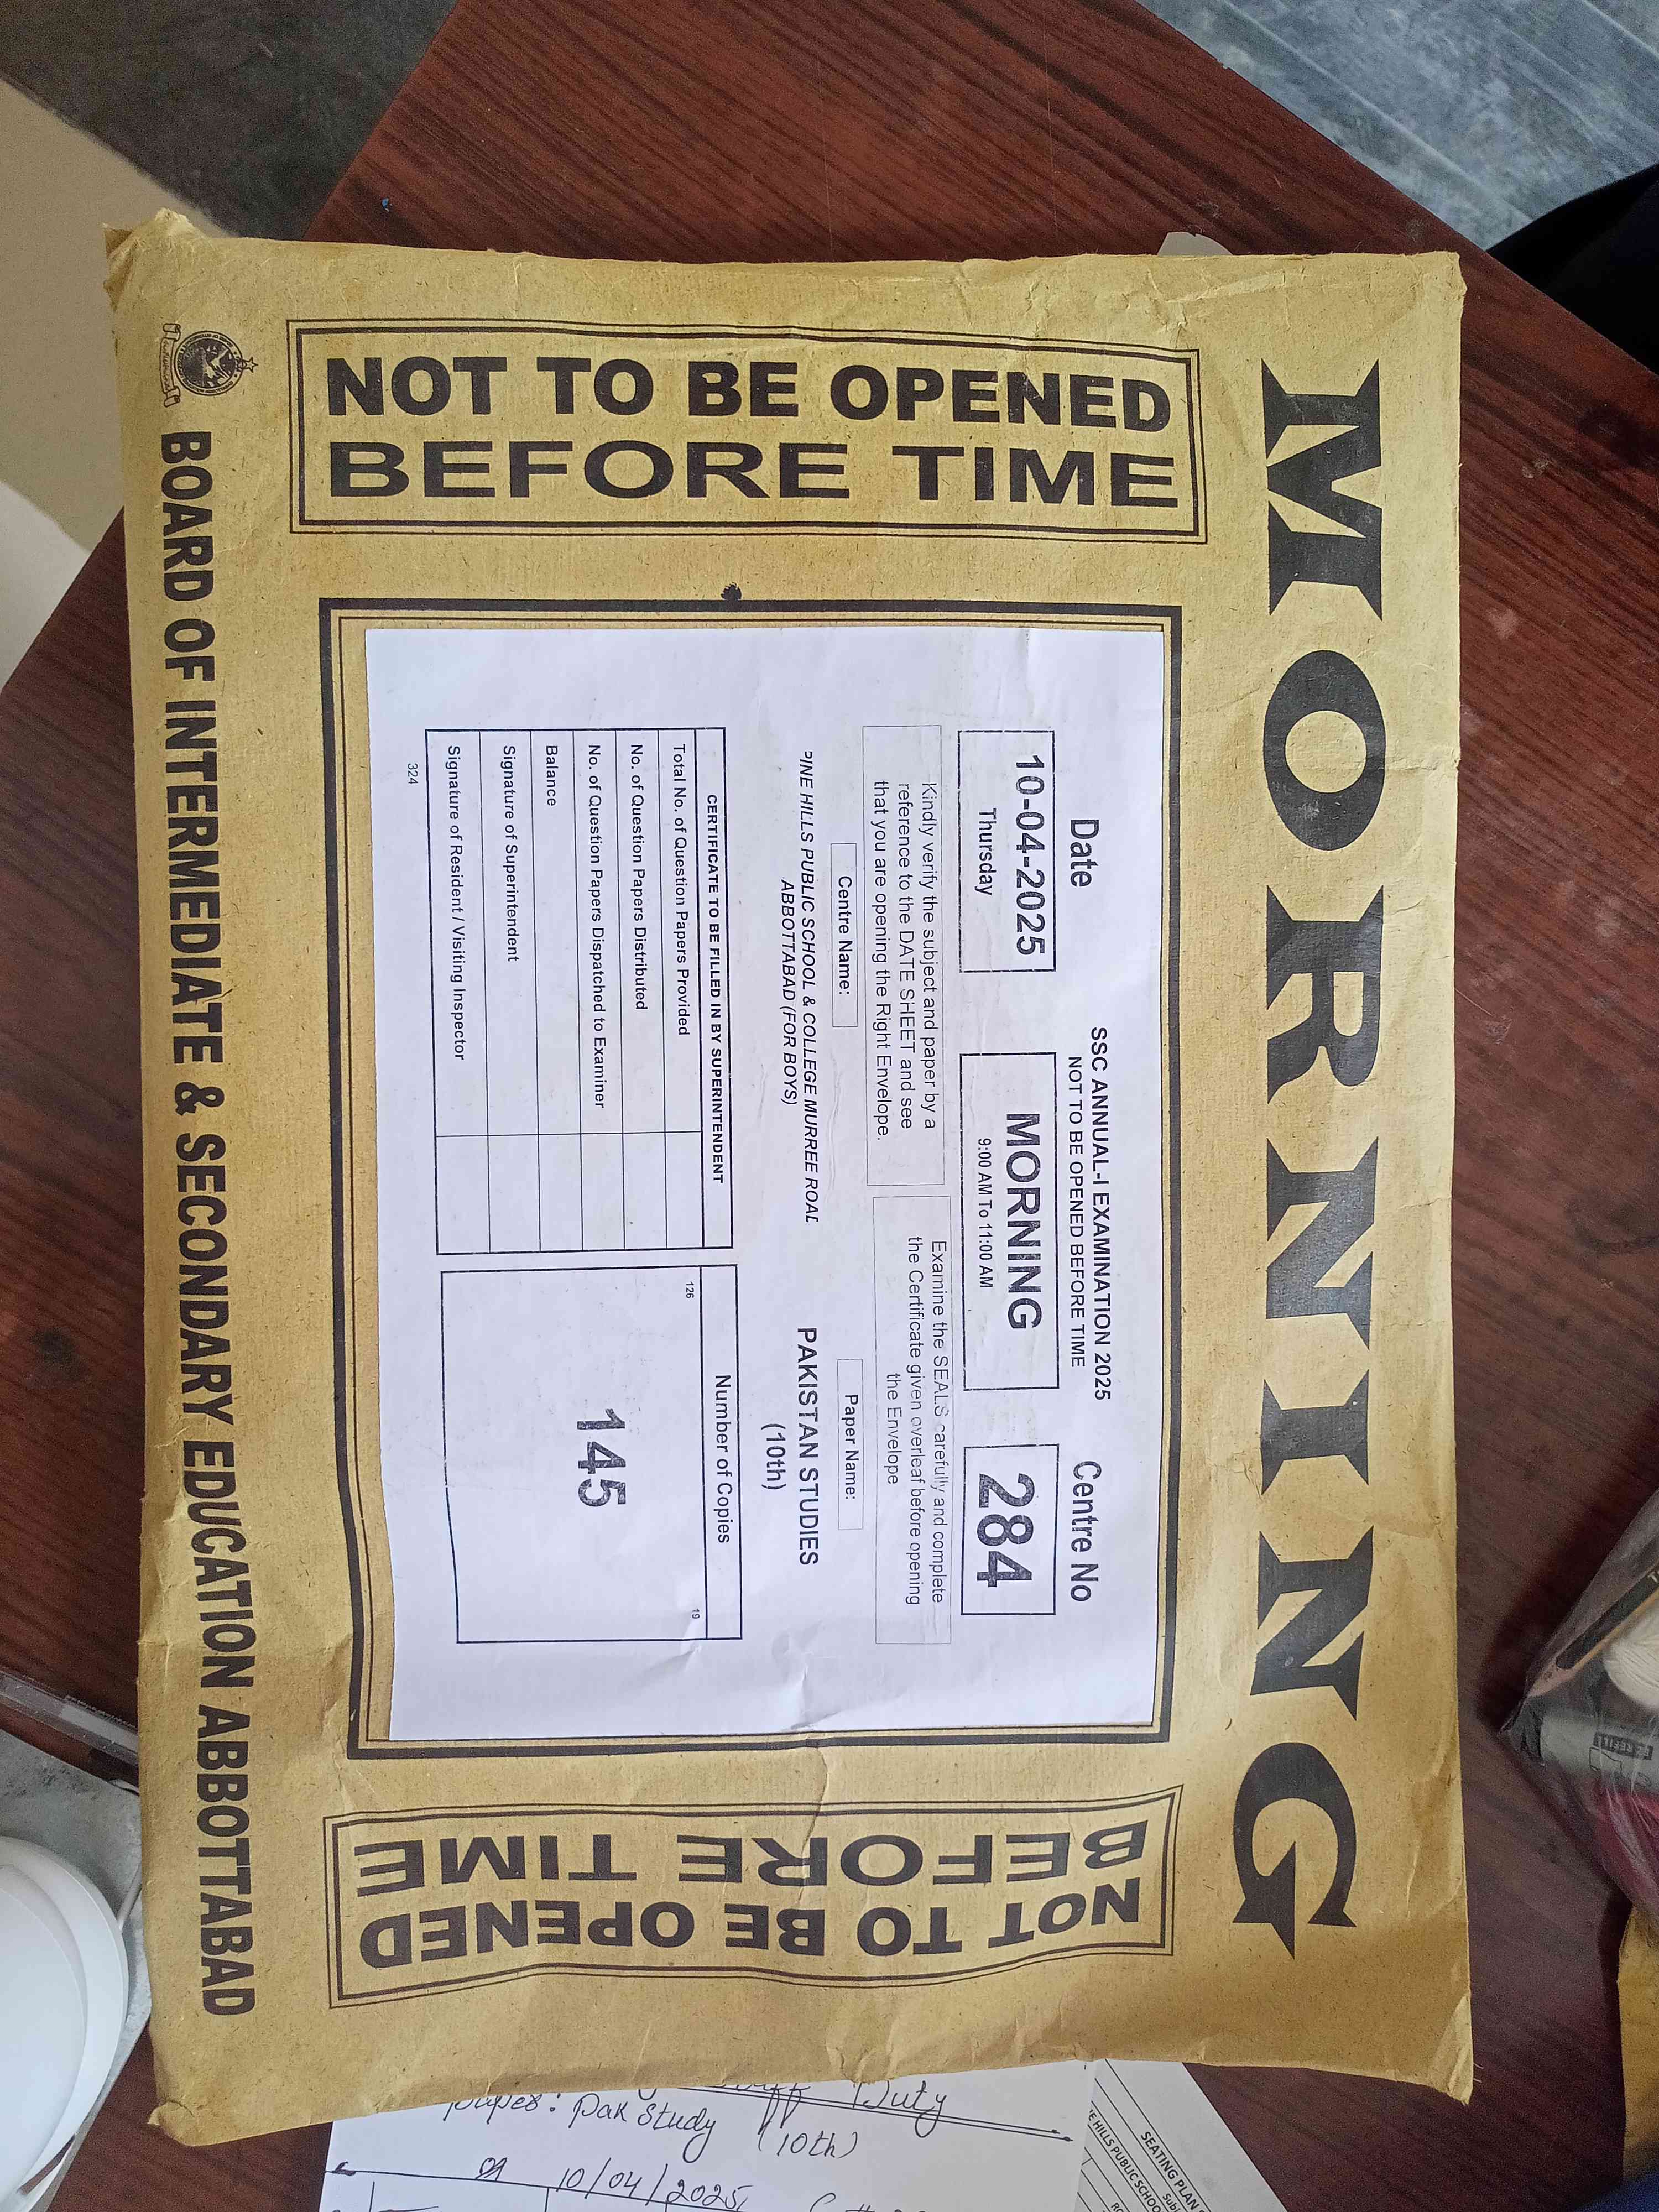 MORNING
NOT TO BE OPENED
BEFORE TIME
SSC ANNUAL-I EXAMINATION 2025
NOT TO BE OPENED BEFORE TIME
Date
10-04-2025
Thursday
MORNING
9:00 AM To 11:00 AM
Centre No
284
Kindly verify the subject and paper by a
reference to the DATE SHEET and see
that you are opening the Right Envelope.
Examine the SEALS carefully and complete
the Certificate given overleaf before opening
the Envelope
Centre Name:
PINE HILLS PUBLIC SCHOOL & COLLEGE MURREE ROAD
ABBOTTABAD (FOR BOYS)
Paper Name:
PAKISTAN STUDIES
(10th)
CERTIFICATE TO BE FILLED IN BY SUPERINTENDENT
Total No. of Question Papers Provided
No. of Question Papers Distributed
No. of Question Papers Dispatched to Examiner
Balance
Signature of Superintendent
Signature of Resident / Visiting Inspector
324
Number of Copies
126
19
145
NOT TO BE OPENED
BEFORE TIME
BOARD OF INTERMEDIATE & SECONDARY EDUCATION ABBOTTABAD
Duty
paper: Pak Study (10th)
10/04/2025
SEATING PLAN
HILLS PUBLIC SCHOO
REFILL